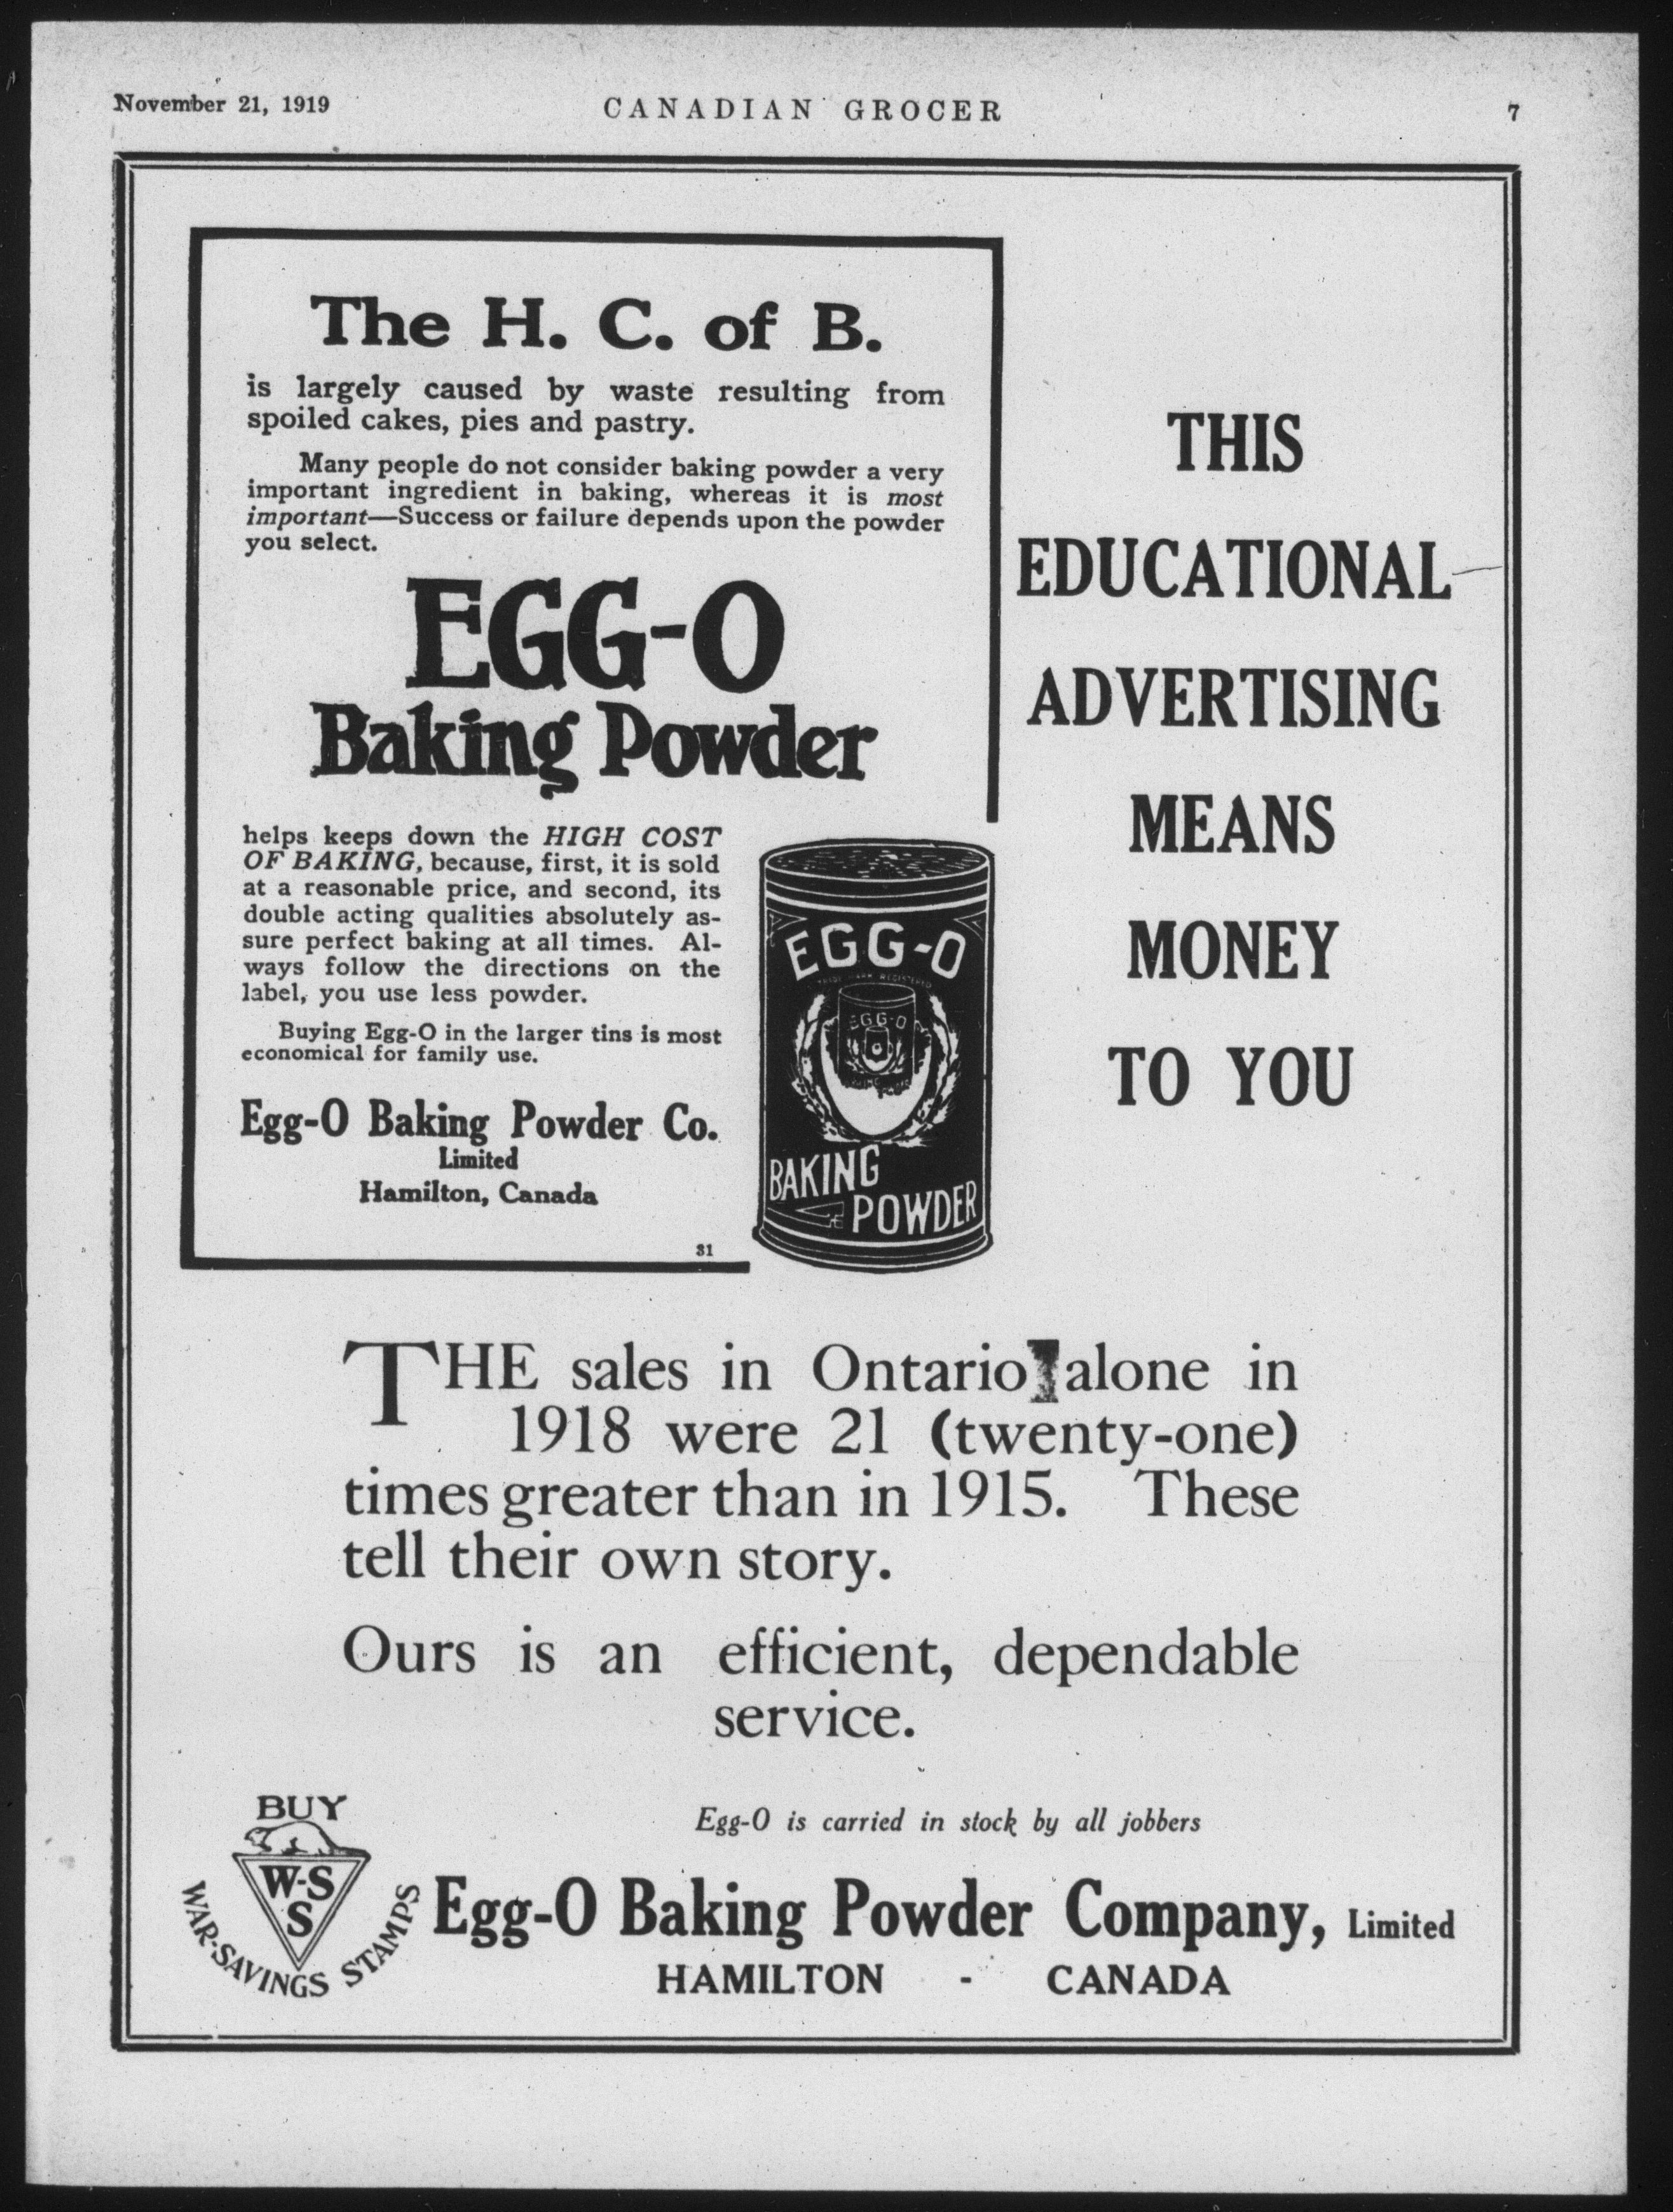 November 21, 1919
CANADIAN GROCER
7
The H. C. of B.
is largely caused by waste resulting from
spoiled cakes, pies and pastry.
Many people do not consider baking powder a very
important ingredient in baking, whereas it is most
important—Success or failure depends upon the powder
you select.
EGG-O
Baking Powder
helps keeps down the HIGH COST
OF BAKING, because, first, it is sold
at a reasonable price, and second, its
double acting qualities absolutely as-
sure perfect baking at all times. Al-
ways follow the directions on the
label, you use less powder.
Buying Egg-O in the larger tins is most
economical for family use.
Egg-O Baking Powder Co.
Limited
Hamilton, Canada
31
EGG-O
EGG-O
BAKING
POWDER
THIS
EDUCATIONAL
ADVERTISING
MEANS
MONEY
TO YOU
THE sales in Ontario alone in
1918 were 21 (twenty-one)
times greater than in 1915. These
tell their own story.
Ours is an efficient, dependable
service.
BUY
W-S
S
WAR-SAVINGS STAMPS
Egg-O is carried in stock by all jobbers
Egg-O Baking Powder Company, Limited
HAMILTON - CANADA